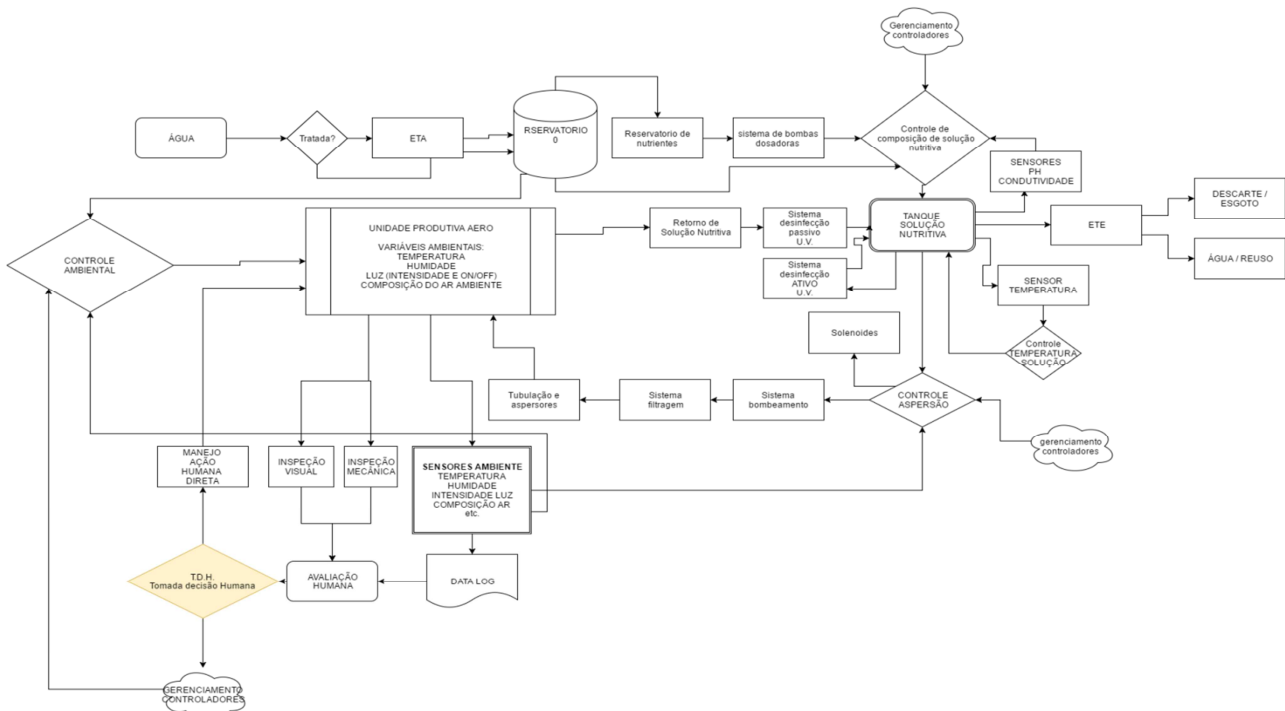 Gerenciamento
controladores
ÁGUA
Tratada?
ETA
RSERVATORIO
0
Reservatorio de
nutrientes
sistema de bombas
dosadoras
Controle de
composição de solução
nutritiva
SENSORES
PH
CONDUTIVIDADE
DESCARTE /
ESGOTO
CONTROLE
AMBIENTAL
UNIDADE PRODUTIVA AERO
VARIÁVEIS AMBIENTAIS:
TEMPERATURA
HUMIDADE
LUZ (INTENSIDADE E ON/OFF)
COMPOSIÇÃO DO AR AMBIENTE
Retorno de
Solução Nutritiva
Sistema
desinfecção
passivo
U.V.
TANQUE
SOLUÇÃO
NUTRITIVA
ETE
ÁGUA / REUSO
Sistema
desinfecção
ATIVO
U.V.
SENSOR
TEMPERATURA
Solenoides
Controle
TEMPERATURA
SOLUÇÃO
Tubulação e
aspersores
Sistema
filtragem
Sistema
bombeamento
CONTROLE
ASPERSÃO
gerenciamento
controladores
MANEJO
AÇÃO
HUMANA
DIRETA
INSPEÇÃO
VISUAL
INSPEÇÃO
MECÂNICA
SENSORES AMBIENTE
TEMPERATURA
HUMIDADE
INTENSIDADE LUZ
COMPOSIÇÃO AR
etc.
T.D.H.
Tomada decisão Humana
AVALIAÇÃO
HUMANA
DATA LOG
GERENCIAMENTO
CONTROLADORES